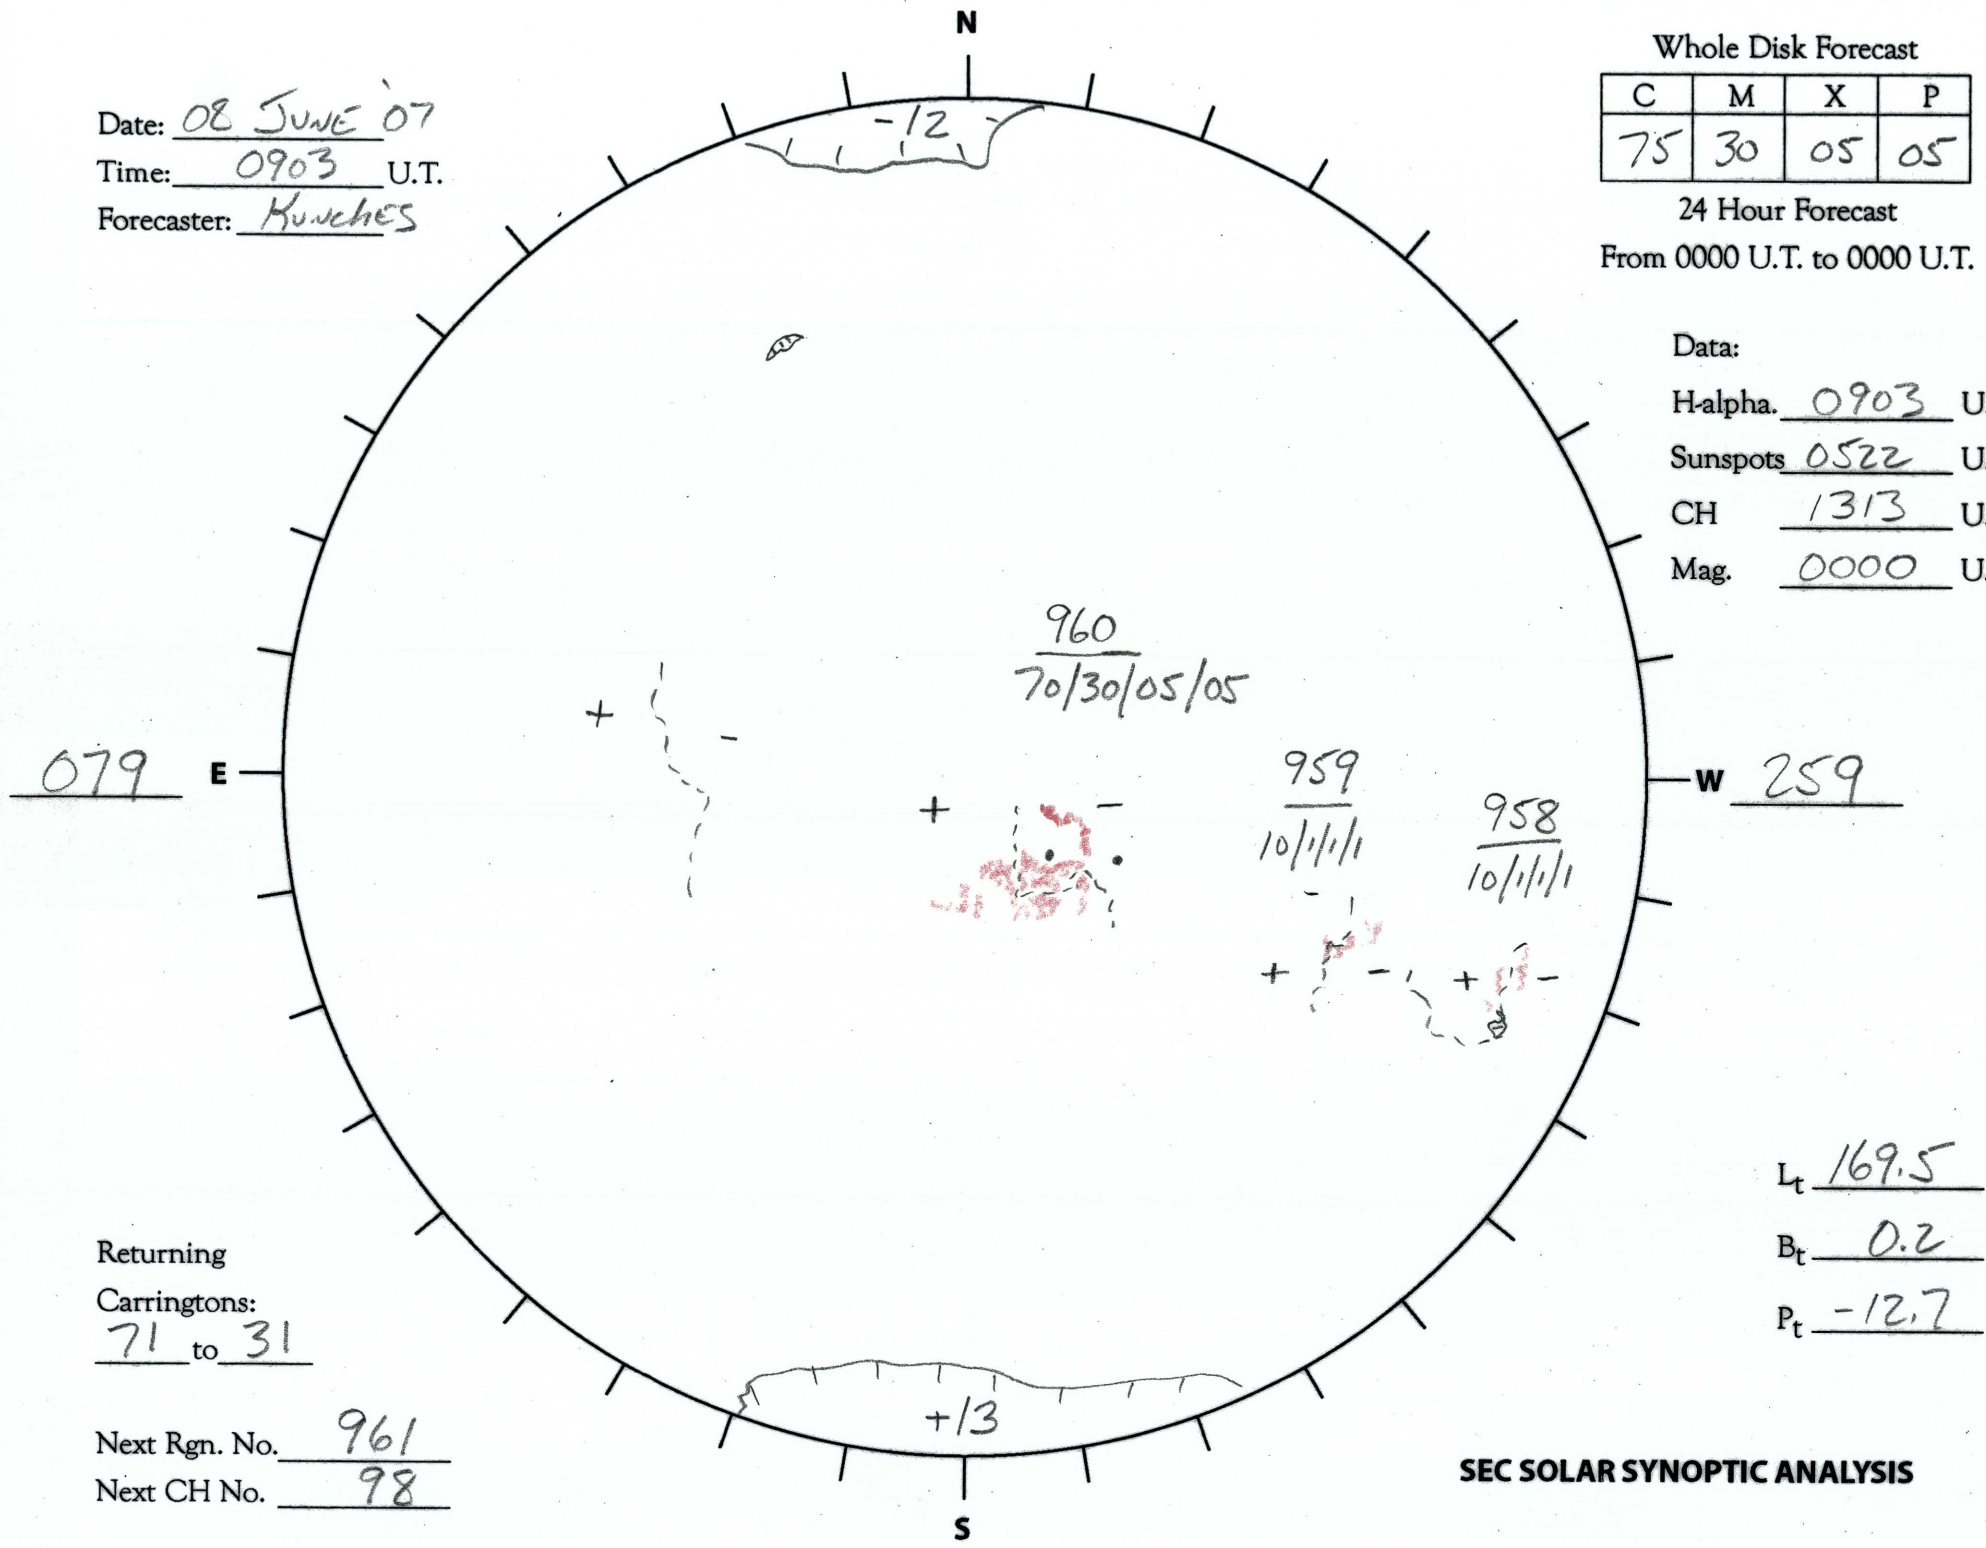 N
Date: 08 JUNE '07
Time: 0903 U.T.
Forecaster: KUNCHES
Whole Disk Forecast
C M X P
75 30 05 05
24 Hour Forecast
From 0000 U.T. to 0000 U.T.
-12
Data:
H-alpha. 0903 U.
Sunspots 0522 U.
CH 1313 U.
Mag. 0000 U.
960
70/30/05/05
+ -
079 E
W 259
959
10/1/1/1
958
10/1/1/1
+ -
-
+ - + -
Lt 169.5
Bt 0.2
Pt -12.7
Returning
Carringtons:
71 to 31
+13
Next Rgn. No. 961
Next CH No. 98
SEC SOLAR SYNOPTIC ANALYSIS
S